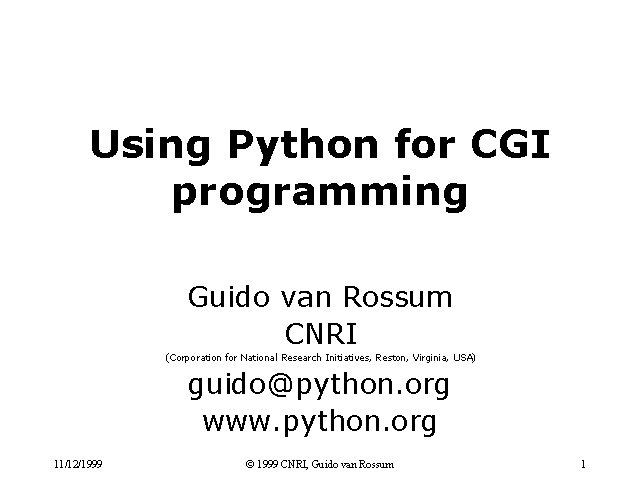 Using Python for CGI
programming
Guido van Rossum
CNRI
(Corporation for National Research Initiatives, Reston, Virginia, USA)
guido@python.org
www.python.org
11/12/1999
© 1999 CNRI, Guido van Rossum
1